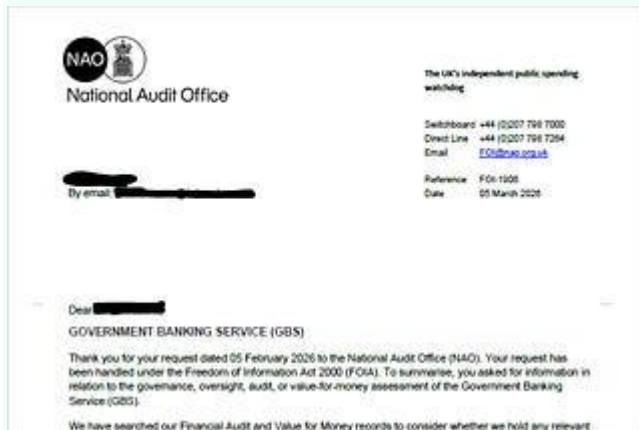 NAO
National Audit Office
The UK's independent public spending
watchdog
Switchboard +44 (0)207 798 7000
Direct Line +44 (0)207 798 7264
Email FOI@nao.org.uk
Reference FOI-1906
Date 05 March 2026
By email:
Dear
GOVERNMENT BANKING SERVICE (GBS)
Thank you for your request dated 05 February 2026 to the National Audit Office (NAO). Your request has
been handled under the Freedom of Information Act 2000 (FOIA). To summarise, you asked for information in
relation to the governance, oversight, audit, or value-for-money assessment of the Government Banking
Service (GBS).
We have searched our Financial Audit and Value for Money records to consider whether we hold any relevant